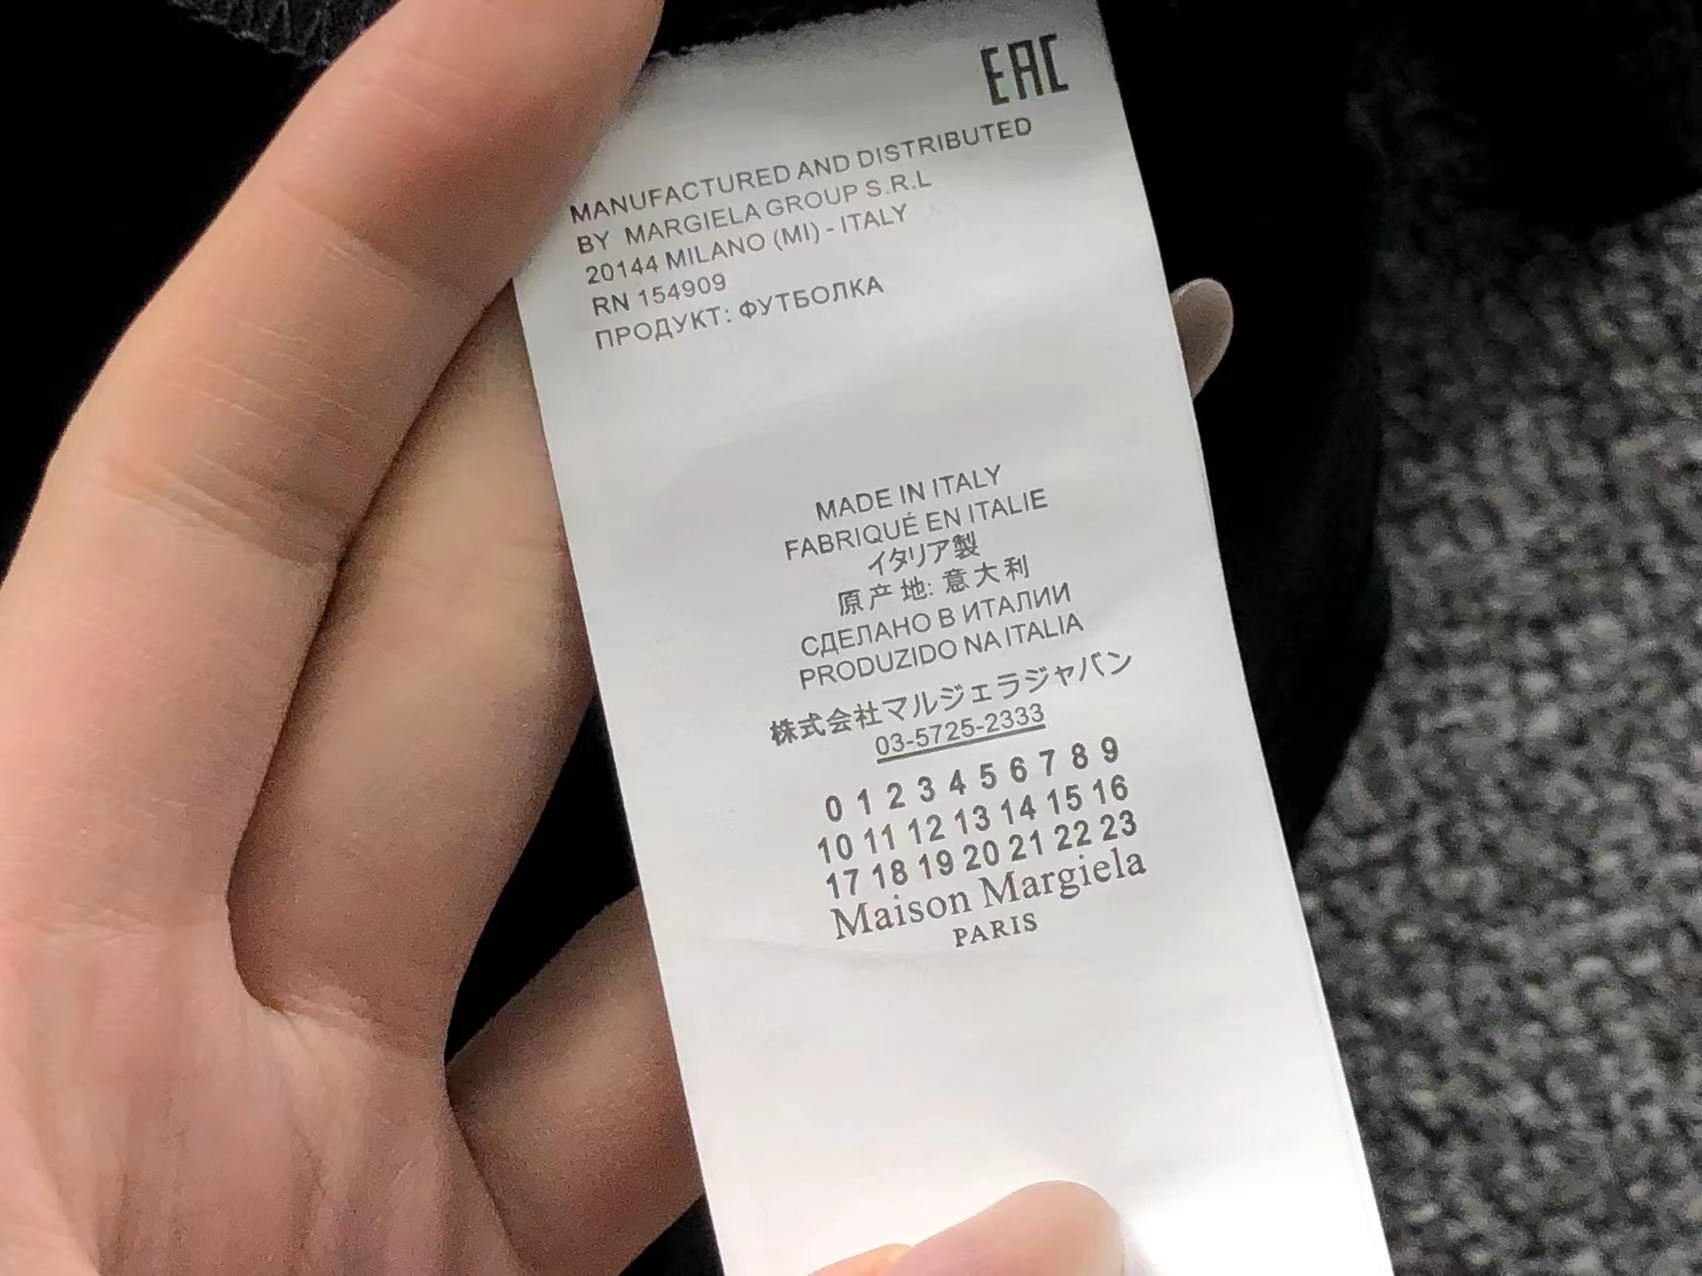 EAC
MANUFACTURED AND DISTRIBUTED
BY MARGIELA GROUP S.R.L
20144 MILANO (MI) - ITALY
RN 154909
ПРОДУКТ: ФУТБОЛКА
MADE IN ITALY
FABRIQUÉ EN ITALIE
イタリア製
原产地: 意大利
СДЕЛАНО В ИТАЛИИ
PRODUZIDO NA ITALIA
株式会社マルジェラジャバン
03-5725-2333
0 1 2 3 4 5 6 7 8 9
10 11 12 13 14 15 16
17 18 19 20 21 22 23
Maison Margiela
PARIS